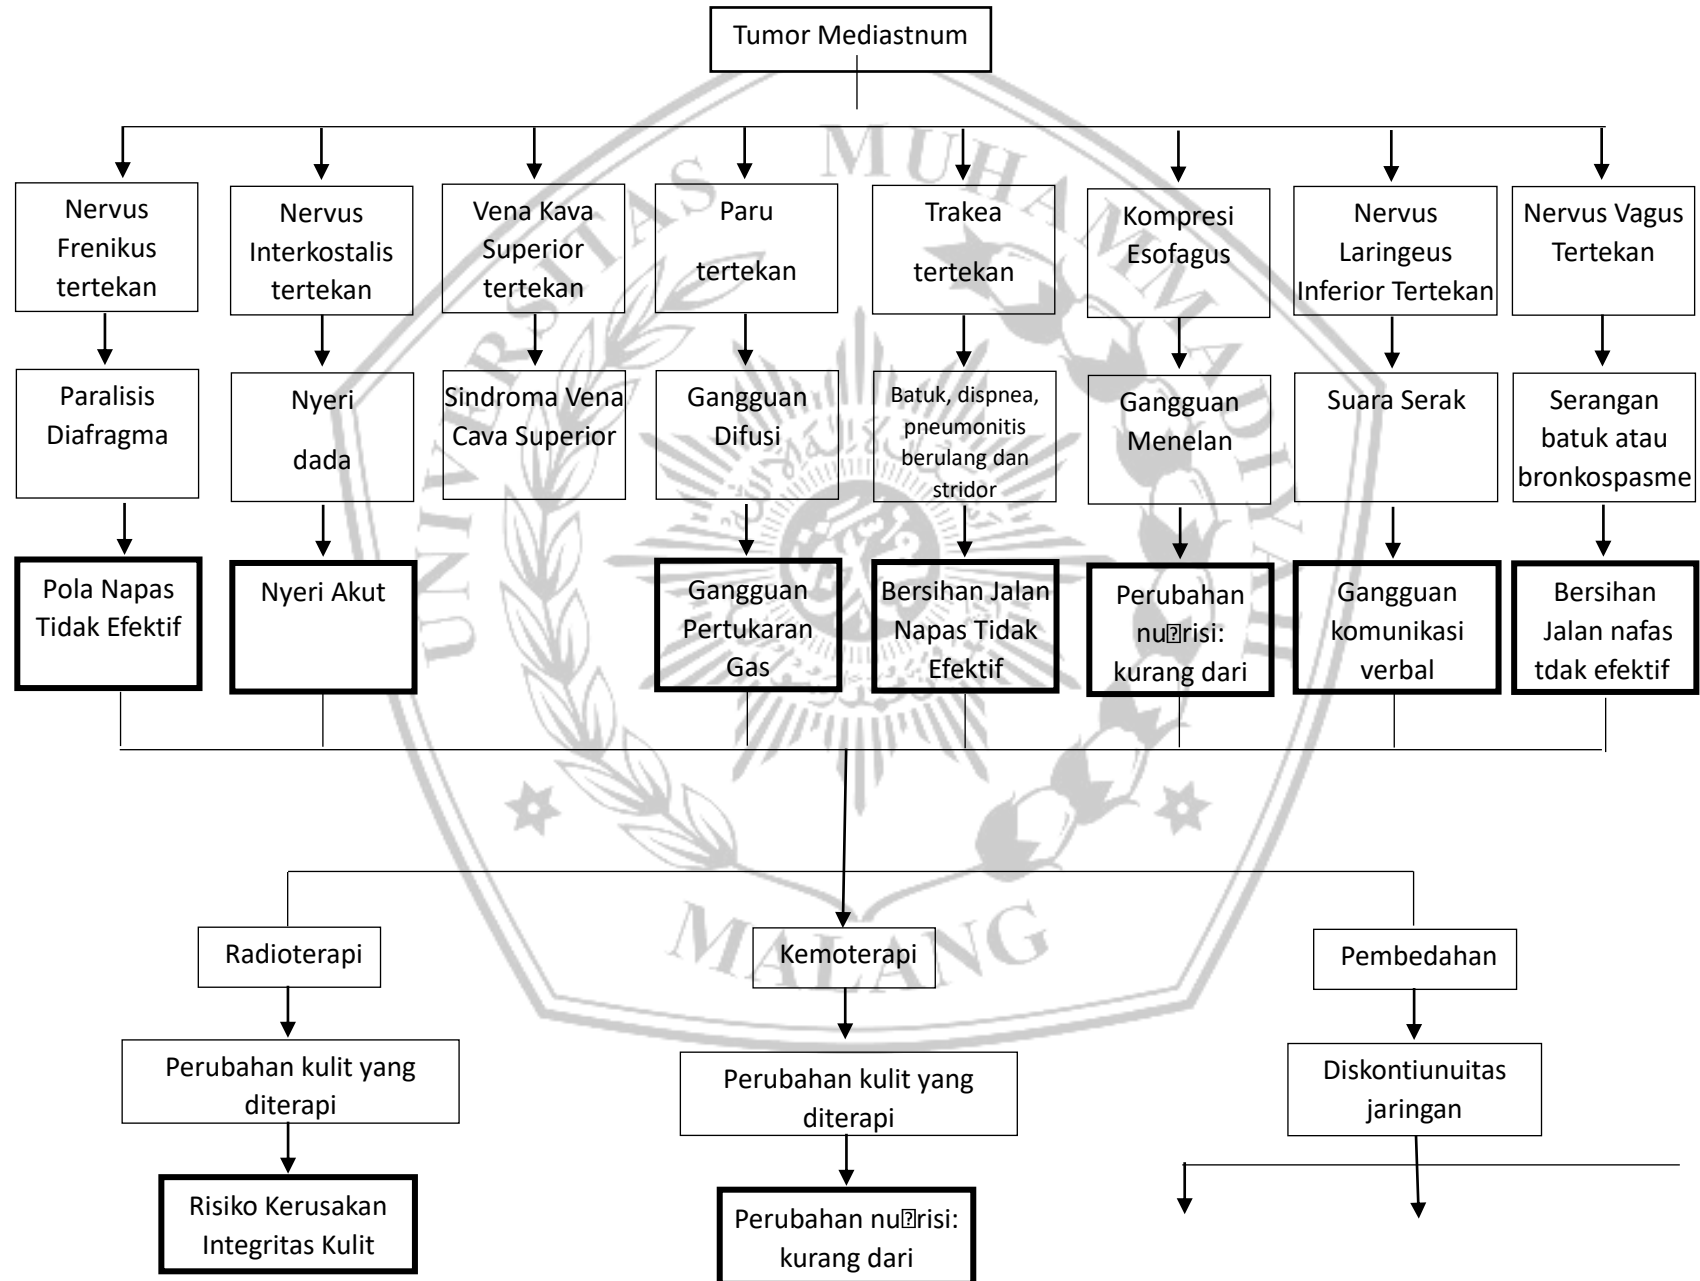 Tumor Mediastnum
Nervus
Frenikus
tertekan
Nervus
Interkostalis
tertekan
Vena Kava
Superior
tertekan
Paru
tertekan
Trakea
tertekan
Kompresi
Esofagus
Nervus
Laringeus
Inferior Tertekan
Nervus Vagus
Tertekan
Paralisis
Diafragma
Nyeri
dada
Sindroma Vena
Cava Superior
Gangguan
Difusi
Batuk, dispnea,
pneumonitis
berulang dan
stridor
Gangguan
Menelan
Suara Serak
Serangan
batuk atau
bronkospasme
Pola Napas
Tidak Efektif
Nyeri Akut
Gangguan
Pertukaran
Gas
Bersihan Jalan
Napas Tidak
Efektif
Perubahan
nu�risi:
kurang dari
Gangguan
komunikasi
verbal
Bersihan
Jalan nafas
tdak efektif
Radioterapi
Kemoterapi
Pembedahan
Perubahan kulit yang
diterapi
Perubahan kulit yang
diterapi
Diskontiunuitas
jaringan
Risiko Kerusakan
Integritas Kulit
Perubahan nu�risi:
kurang dari
UNIVERSITAS MUHAMMADIYAH
MALANG